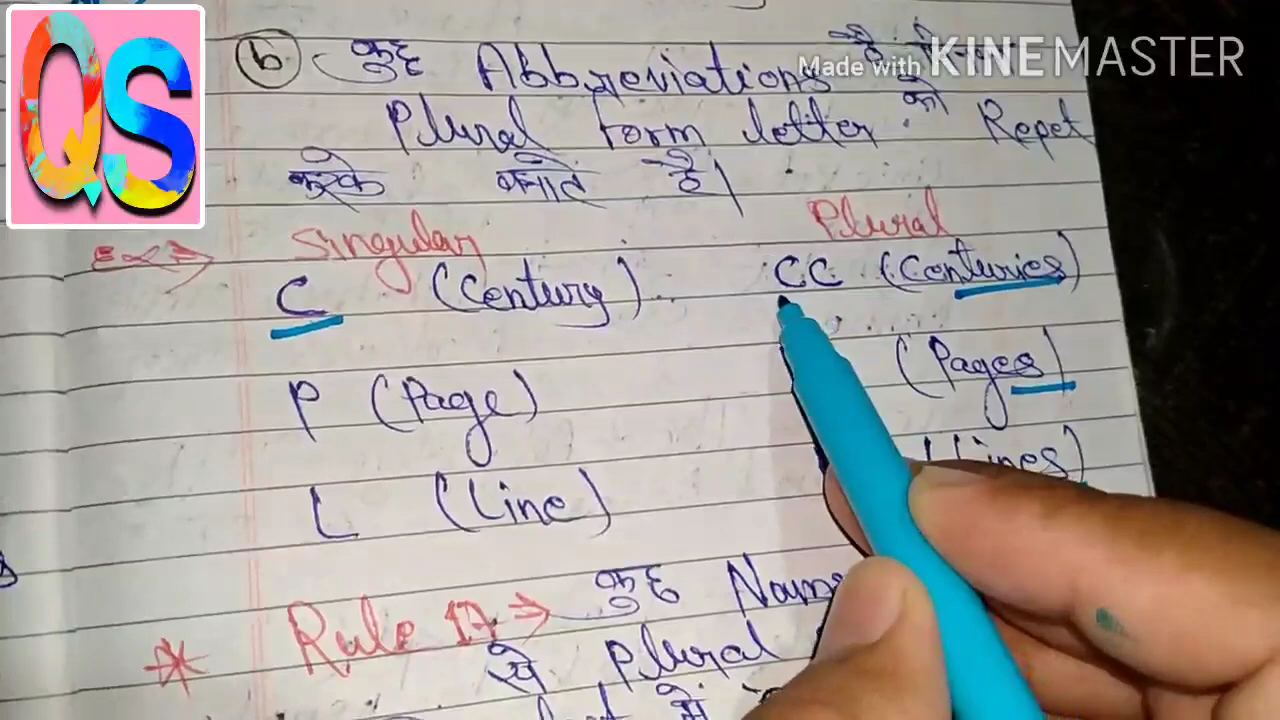 QS
Made with KINEMASTER
(b) कुछ Abbreviations है
Plural form letter को Repet
करके बनाते है।
Ex ⇒ Singular Plural
C (Century) CC (Centuries)
P (Page) (Pages)
L (Line) (Lines)
* Rule 17 ⇒ कुछ
से Plural
में